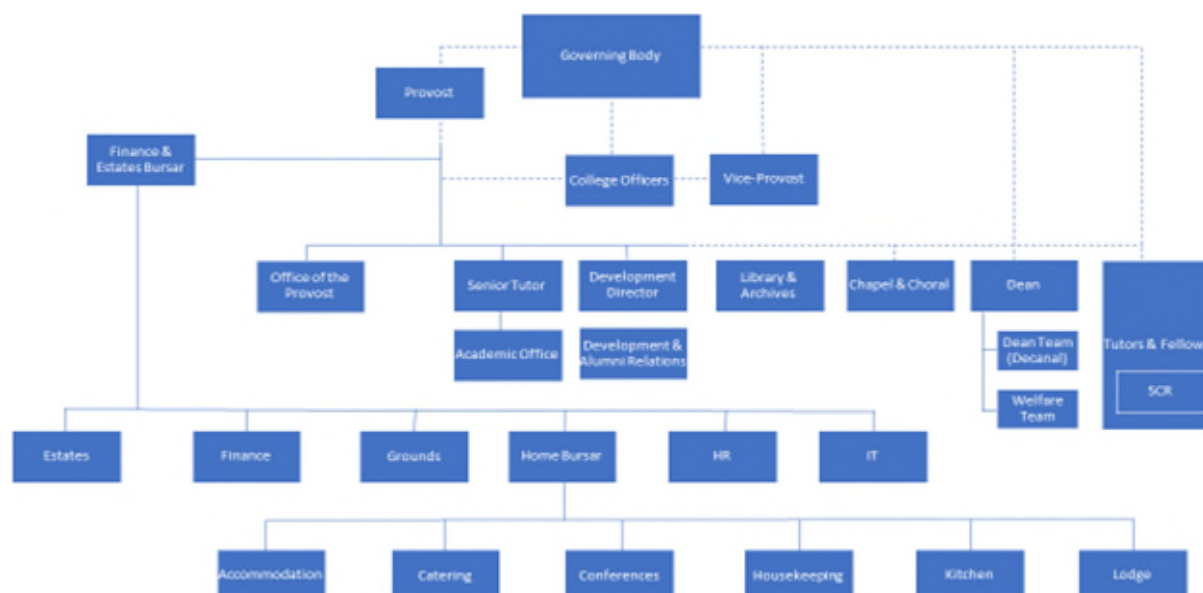 Governing Body
Provost
Finance &
Estates Bursar
College Officers
Vice-Provost
Office of the
Provost
Senior Tutor
Development
Director
Library &
Archives
Chapel & Choral
Dean
Academic Office
Development &
Alumni Relations
Dean Team
(Decanal)
Tutors & Fellow
SCR
Welfare
Team
Estates
Finance
Grounds
Home Bursar
HR
IT
Accommodation
Catering
Conferences
Housekeeping
Kitchen
Lodge